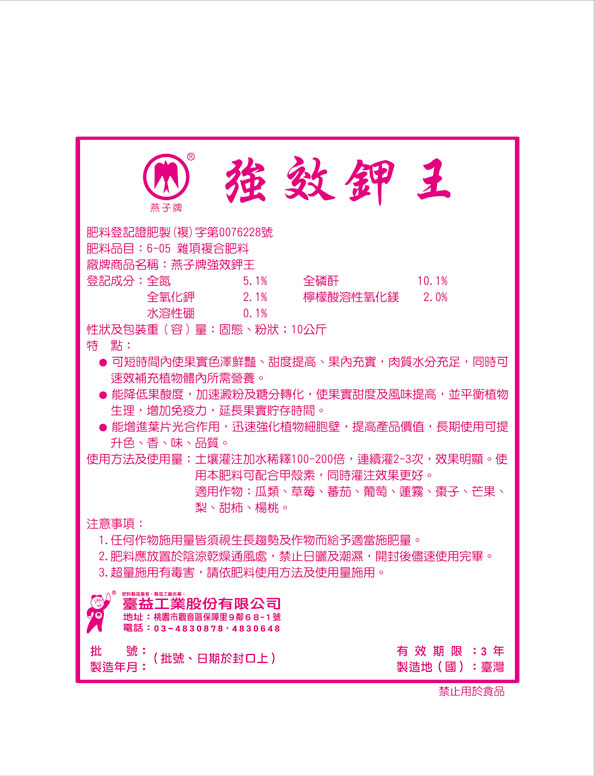 ®
強效鉀王
燕子牌
肥料登記證肥製(複)字第0076228號
肥料品目：6-05 雜項複合肥料
廠牌商品名稱：燕子牌強效鉀王
登記成分：全氮 5.1% 全磷酐 10.1%
全氧化鉀 2.1% 檸檬酸溶性氧化鎂 2.0%
水溶性硼 0.1%
性狀及包裝重（容）量：固態、粉狀；10公斤
特 點：
● 可短時間內使果實色澤鮮豔、甜度提高、果內充實，肉質水分充足，同時可
速效補充植物體內所需營養。
● 能降低果酸度，加速澱粉及糖分轉化，使果實甜度及風味提高，並平衡植物
生理，增加免疫力，延長果實貯存時間。
● 能增進葉片光合作用，迅速強化植物細胞壁，提高產品價值，長期使用可提
升色、香、味、品質。
使用方法及使用量：土壤灌注加水稀釋100-200倍，連續灌2-3次，效果明顯。使
用本肥料可配合甲殼素，同時灌注效果更好。
適用作物：瓜類、草莓、蕃茄、葡萄、蓮霧、棗子、芒果、
梨、甜柿、楊桃。
注意事項：
1.任何作物施用量皆須視生長趨勢及作物而給予適當施肥量。
2.肥料應放置於陰涼乾燥通風處，禁止日曬及潮濕，開封後儘速使用完畢。
3.超量施用有毒害，請依肥料使用方法及使用量施用。
®
肥料製造業者、製造工廠名稱：
臺益工業股份有限公司
地址：桃園市觀音區保障里9鄰68-1號
電話：03-4830878‧4830648
批 號：
製造年月：
（批號、日期於封口上）
有效期限：3年
製造地（國）：臺灣
禁止用於食品